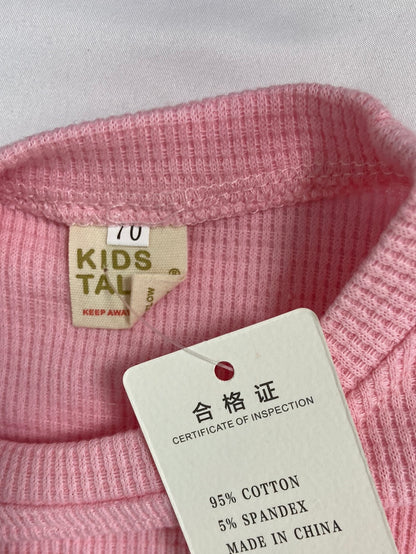 70
KIDS
TAL
®
LOW
KEEP AWA
合格证
CERTIFICATE OF INSPECTION
95% COTTON
5% SPANDEX
MADE IN CHINA